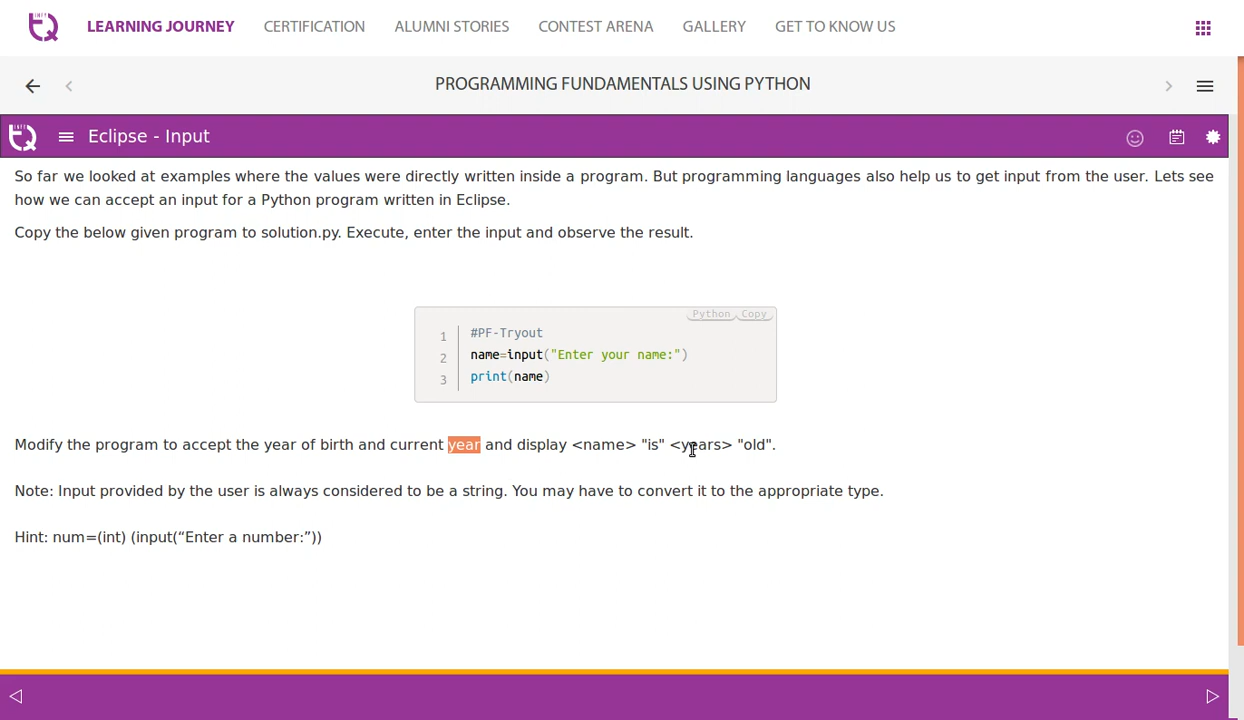 LEARNING JOURNEY CERTIFICATION ALUMNI STORIES CONTEST ARENA GALLERY GET TO KNOW US
PROGRAMMING FUNDAMENTALS USING PYTHON
Eclipse - Input
So far we looked at examples where the values were directly written inside a program. But programming languages also help us to get input from the user. Lets see
how we can accept an input for a Python program written in Eclipse.
Copy the below given program to solution.py. Execute, enter the input and observe the result.
Python Copy
1 #PF-Tryout
2 name=input("Enter your name:")
3 print(name)
Modify the program to accept the year of birth and current year and display <name> "is" <years> "old".
Note: Input provided by the user is always considered to be a string. You may have to convert it to the appropriate type.
Hint: num=(int) (input(“Enter a number:”))